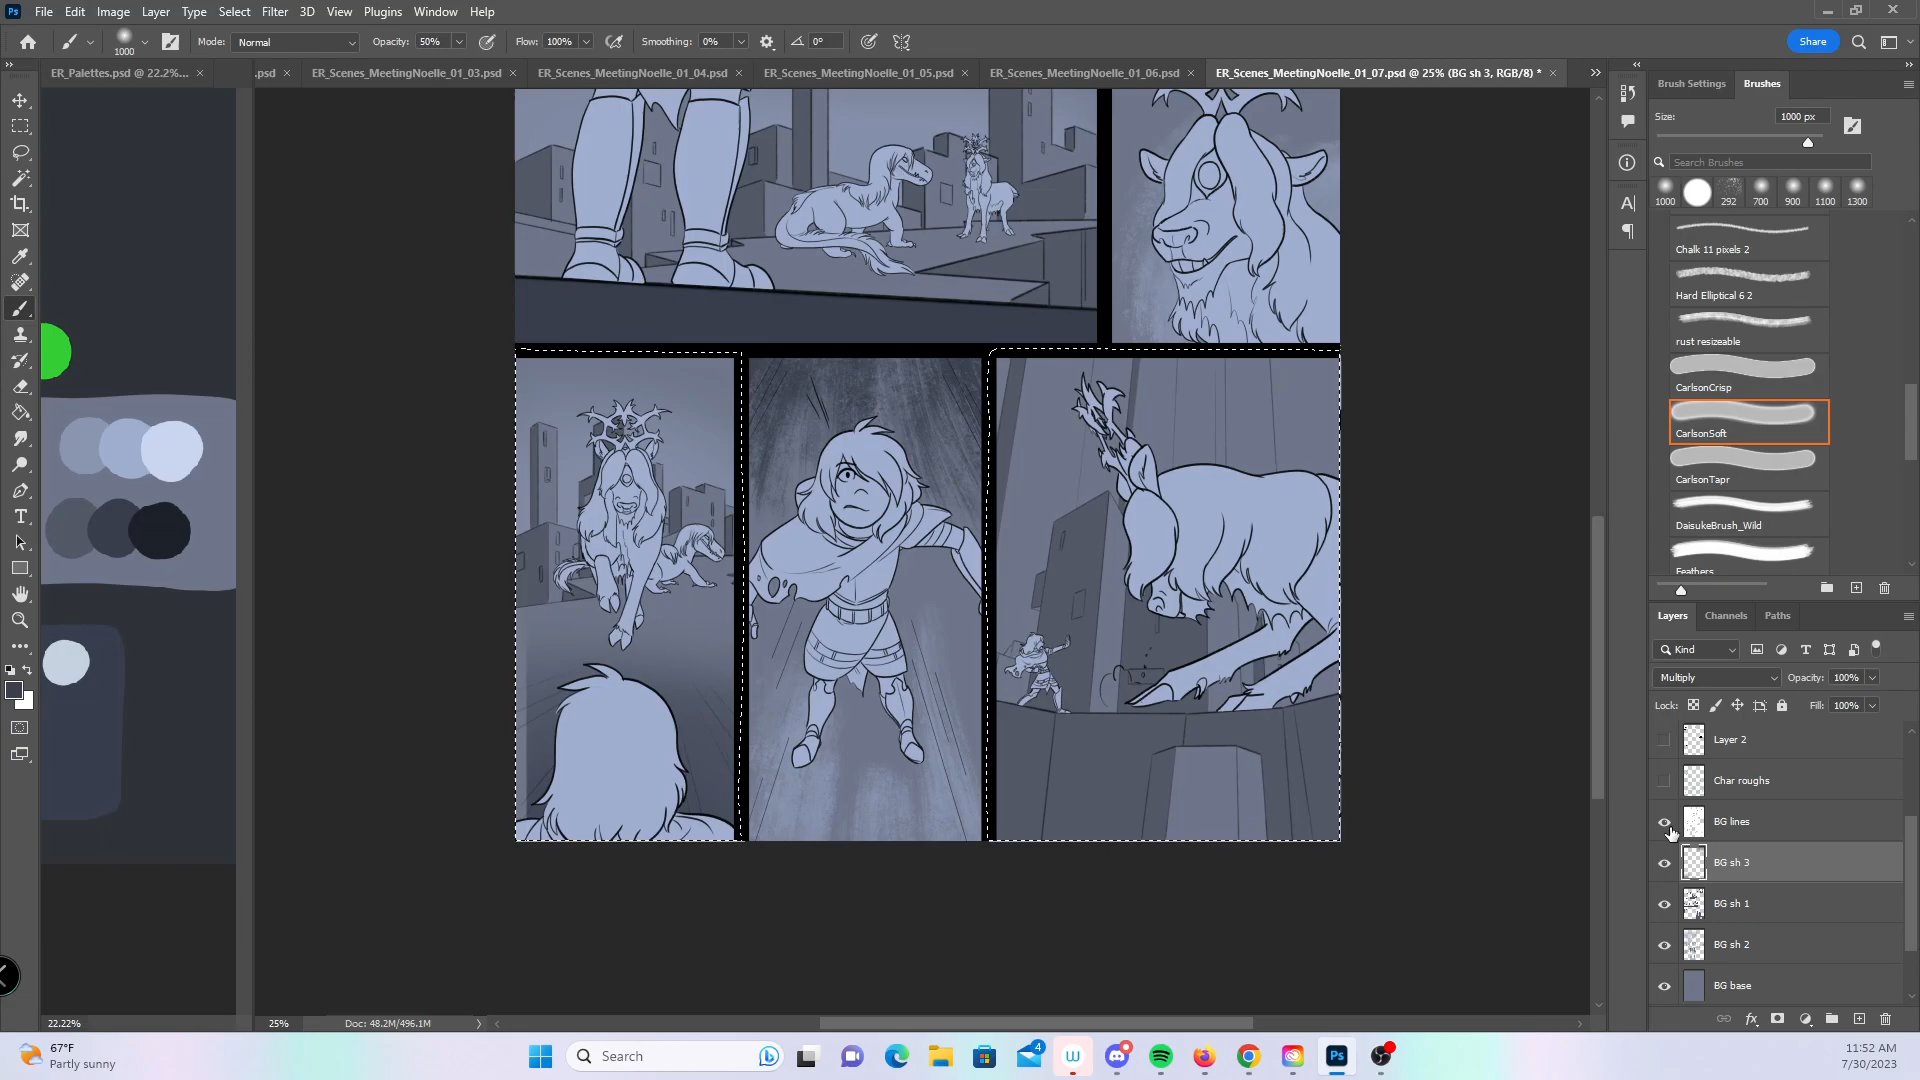 Ps File Edit Image Layer Type Select Filter 3D View Plugins Window Help
1000 Mode: Normal Opacity: 50% Flow: 100% Smoothing: 0% 0° Share
ER_Palettes.psd @ 22.2%... .psd ER_Scenes_MeetingNoelle_01_03.psd ER_Scenes_MeetingNoelle_01_04.psd ER_Scenes_MeetingNoelle_01_05.psd ER_Scenes_MeetingNoelle_01_06.psd ER_Scenes_MeetingNoelle_01_07.psd @ 25% (BG sh 3, RGB/8) *
Brush Settings Brushes
Size: 1000 px
Search Brushes
1000 292 700 900 1100 1300
Chalk 11 pixels 2
Hard Elliptical 6 2
rust resizeable
CarlsonCrisp
CarlsonSoft
CarlsonTapr
DaisukeBrush_Wild
Feathers
Layers Channels Paths
Kind
Multiply Opacity: 100%
Lock: Fill: 100%
Layer 2
Char roughs
BG lines
BG sh 3
BG sh 1
BG sh 2
BG base
22.22% 25% Doc: 48.2M/496.1M
67°F
Partly sunny
Search
4
Ps
11:52 AM
7/30/2023